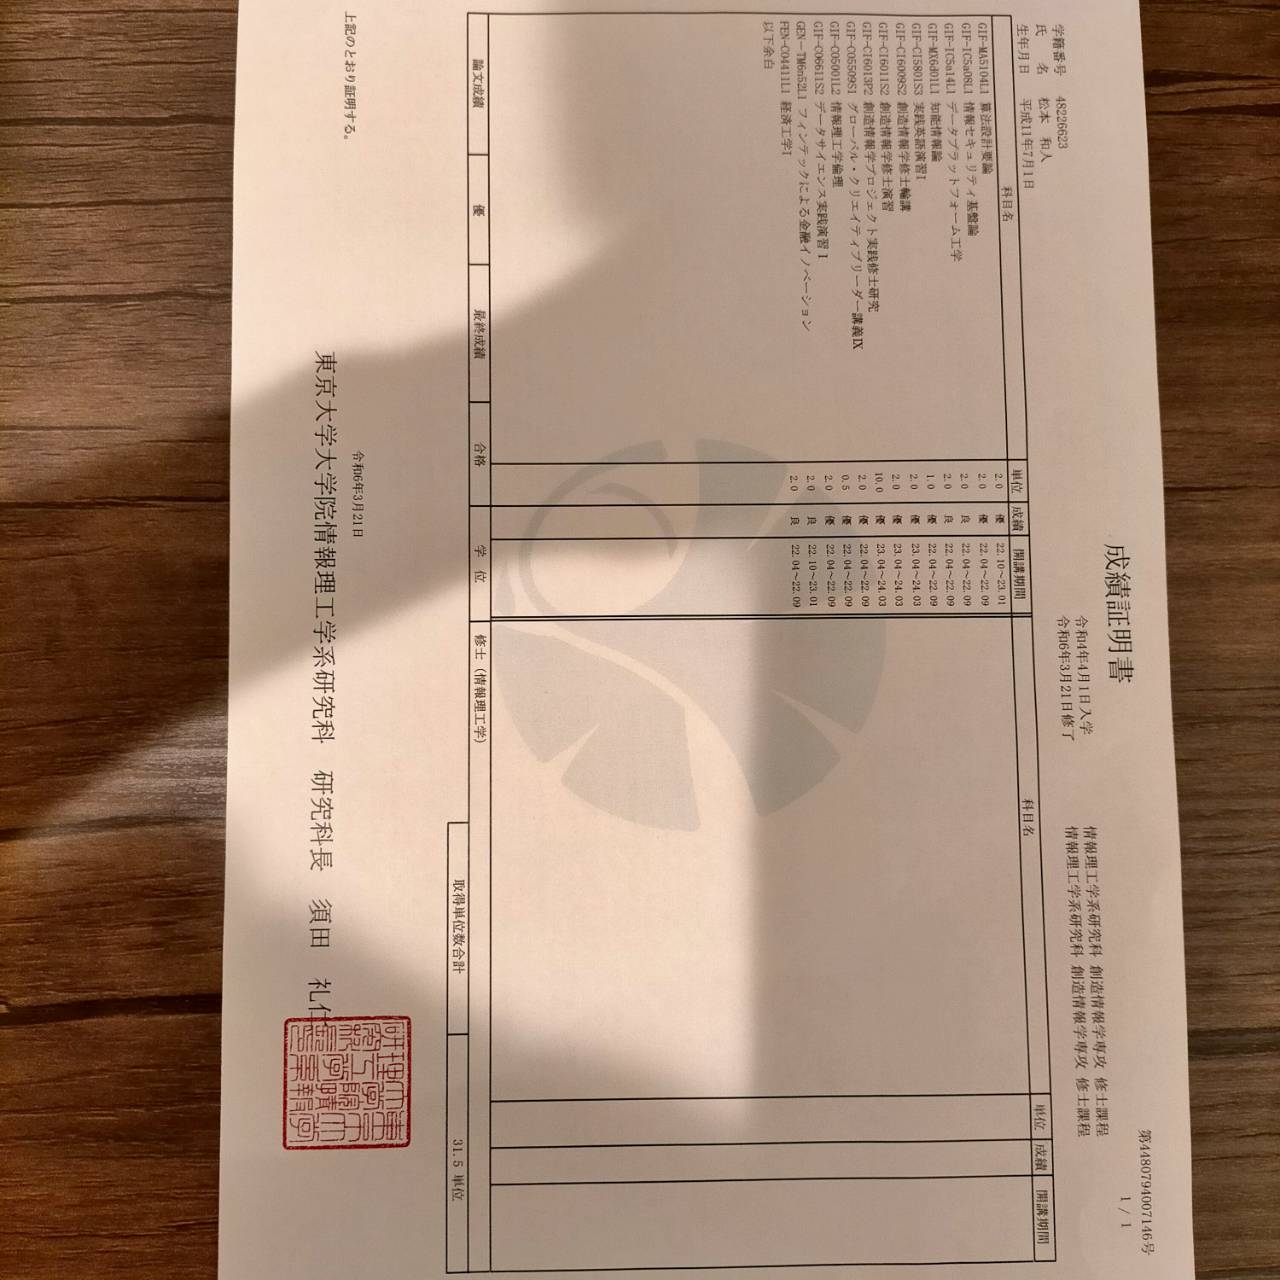 第4480794007146号
1 / 1
成績証明書
学籍番号 48226623
氏 名 松本 和人
生年月日 平成11年7月1日
令和4年4月1日入学
令和6年3月21日修了
情報理工学系研究科 創造情報学専攻 修士課程
情報理工学系研究科 創造情報学専攻 修士課程
科目名 単位 成績 開講期間 科目名 単位 成績 開講期間
GIF-MA5104L1 算法設計要論 2.0 優 22.10～23.01
GIF-IC5a08L1 情報セキュリティ基盤論 2.0 優 22.04～22.09
GIF-IC5a14L1 データプラットフォーム工学 2.0 良 22.04～22.09
GIF-MX6d01L1 知能情報論 2.0 良 22.04～22.09
GIF-CI5801S3 実践英語演習Ⅰ 1.0 優 22.04～22.09
GIF-CI6009S2 創造情報学修士輪講 2.0 優 23.04～24.03
GIF-CI6011S2 創造情報学修士演習 2.0 優 23.04～24.03
GIF-CI6013P2 創造情報学プロジェクト実践修士研究 10.0 優 23.04～24.03
GIF-CO5509S1 グローバル・クリエイティブリーダー講義Ⅸ 2.0 優 22.04～22.09
GIF-CO5001L2 情報理工学倫理 0.5 優 22.04～22.09
GIF-CO6611S2 データサイエンス実践演習Ⅰ 2.0 優 22.04～22.09
GEN-TM6n52L1 フィンテックによる金融イノベーション 2.0 良 22.10～23.01
FEN-CO4411L1 経済工学Ⅰ 2.0 良 22.04～22.09
以下余白
論文成績 優 最終成績 合格 学 位 修士（情報理工学）
取得単位数合計 31.5 単位
上記のとおり証明する。
令和6年3月21日
東京大学大学院情報理工学系研究科 研究科長 須田 礼仁